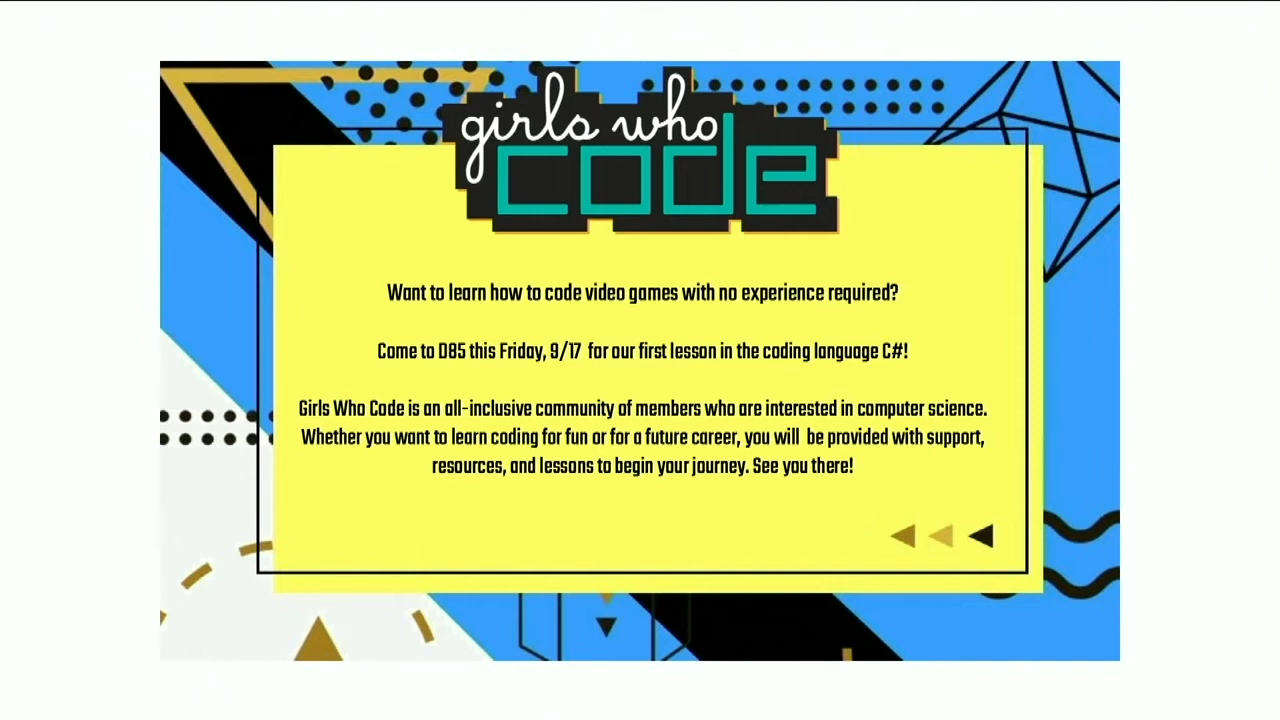 girls who
code
Want to learn how to code video games with no experience required?
Come to D85 this Friday, 9/17 for our first lesson in the coding language C#!
Girls Who Code is an all-inclusive community of members who are interested in computer science.
Whether you want to learn coding for fun or for a future career, you will be provided with support,
resources, and lessons to begin your journey. See you there!